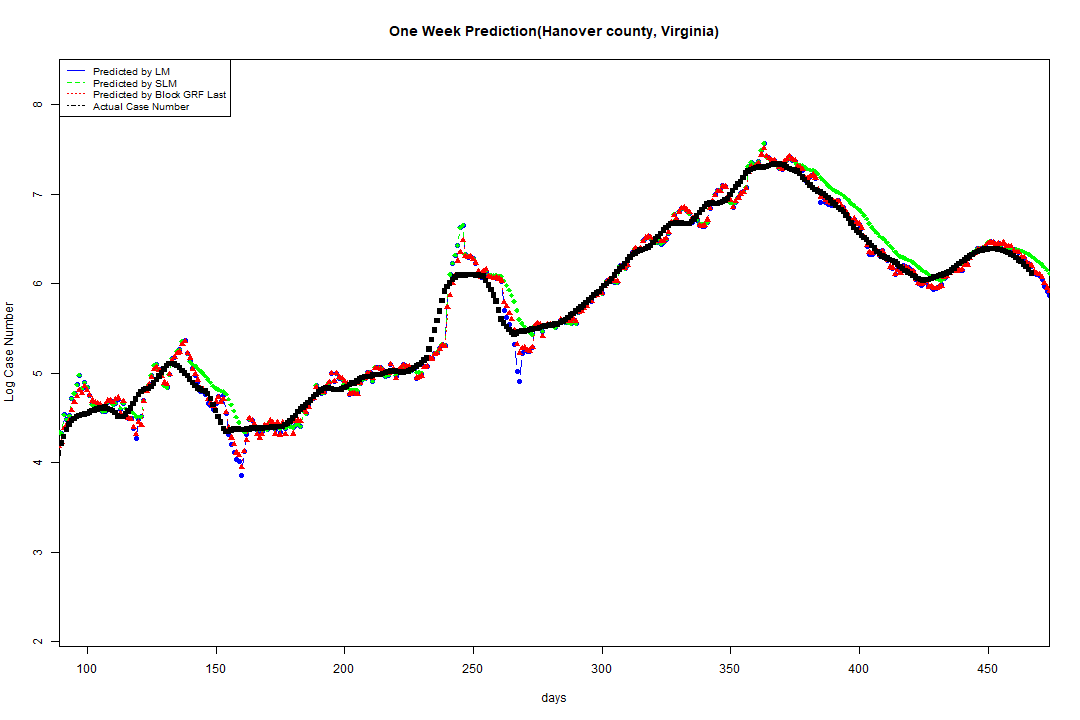 One Week Prediction(Hanover county, Virginia)
Predicted by LM
Predicted by SLM
Predicted by Block GRF Last
Actual Case Number
8
7
6
5
4
3
2
Log Case Number
100 150 200 250 300 350 400 450
days